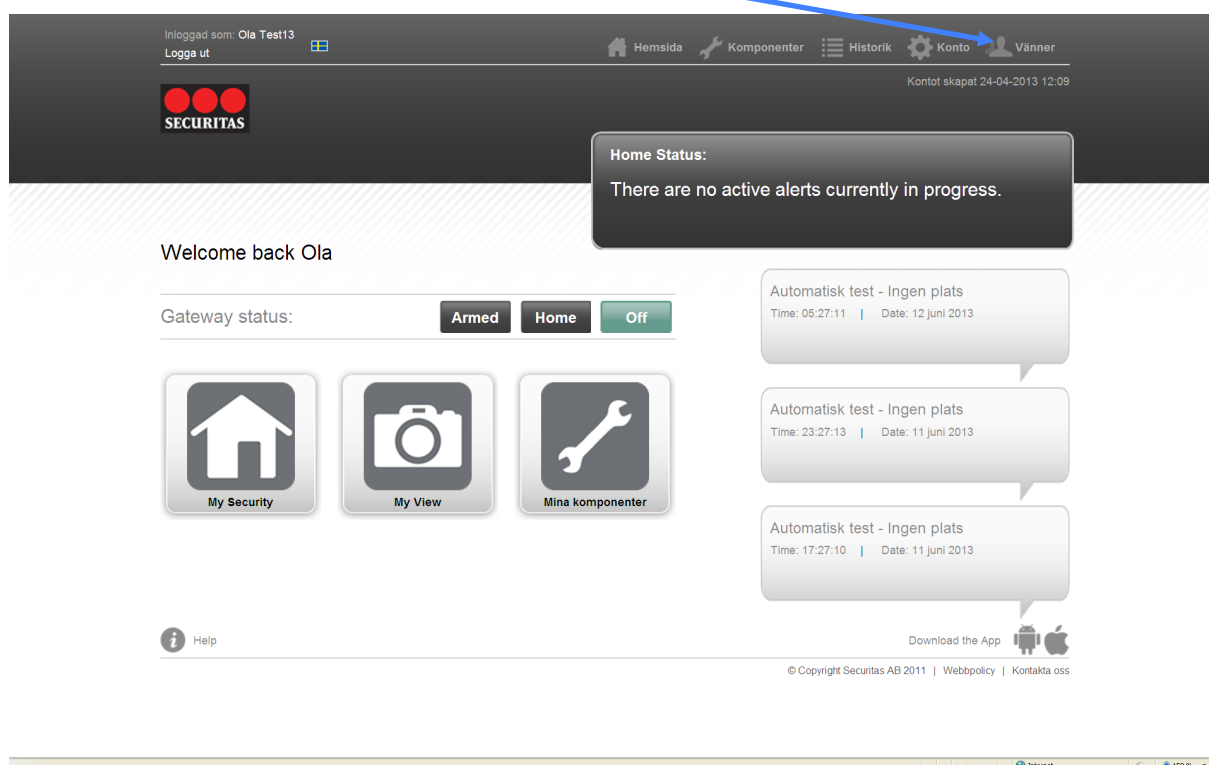 Inloggad som: Ola Test13
Logga ut
Hemsida Komponenter Historik Konto Vänner
Kontot skapat 24-04-2013 12:09
SECURITAS
Home Status:
There are no active alerts currently in progress.
Welcome back Ola
Gateway status: Armed Home Off
Automatisk test - Ingen plats
Time: 05:27:11 | Date: 12 juni 2013
Automatisk test - Ingen plats
Time: 23:27:13 | Date: 11 juni 2013
My Security My View Mina komponenter
Automatisk test - Ingen plats
Time: 17:27:10 | Date: 11 juni 2013
Help
Download the App
© Copyright Securitas AB 2011 | Webbpolicy | Kontakta oss